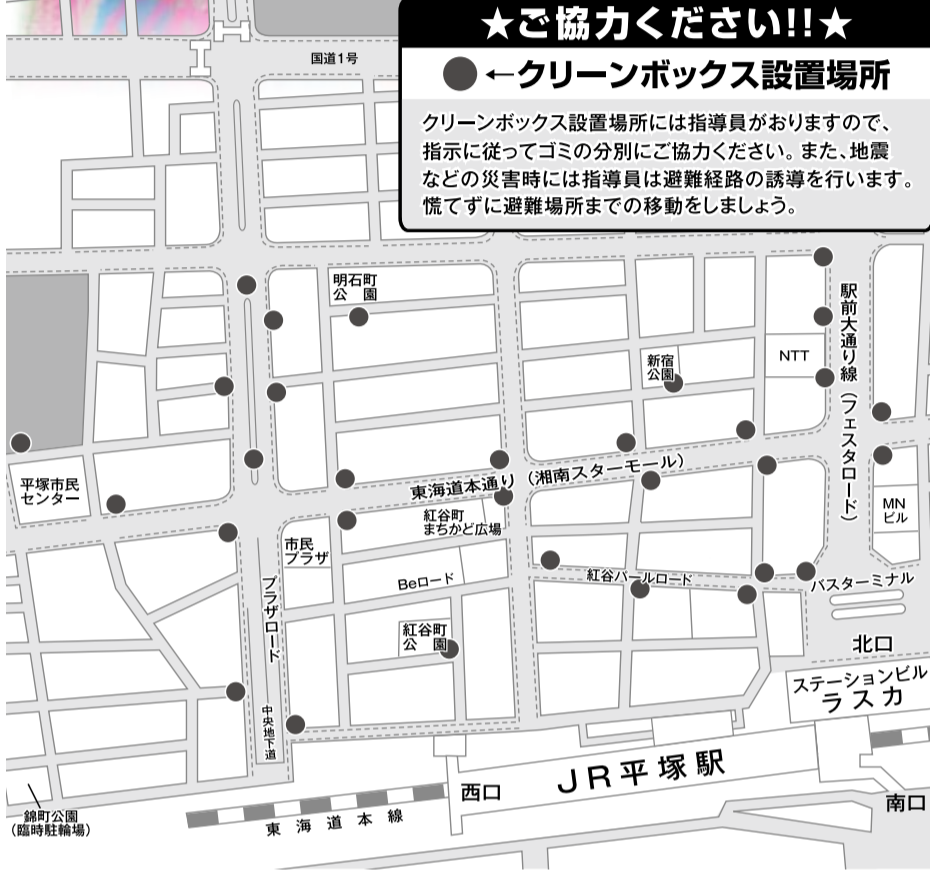 ★ご協力ください!!★
●←クリーンボックス設置場所
クリーンボックス設置場所には指導員がおりますので、
指示に従ってゴミの分別にご協力ください。また、地震
などの災害時には指導員は避難経路の誘導を行います。
慌てずに避難場所までの移動をしましょう。
国道1号
明石町
公園
新宿
公園
NTT
駅前大通り線(フェスタロード)
平塚市民
センター
東海道本通り(湘南スターモール)
MN
ビル
紅谷町
まちかど広場
市民
プラザ
Beロード
紅谷パールロード
バスターミナル
プラザロード
紅谷町
公園
北口
ステーションビル
ラスカ
中央地下道
JR平塚駅
西口
南口
錦町公園
(臨時駐輪場)
東海道本線